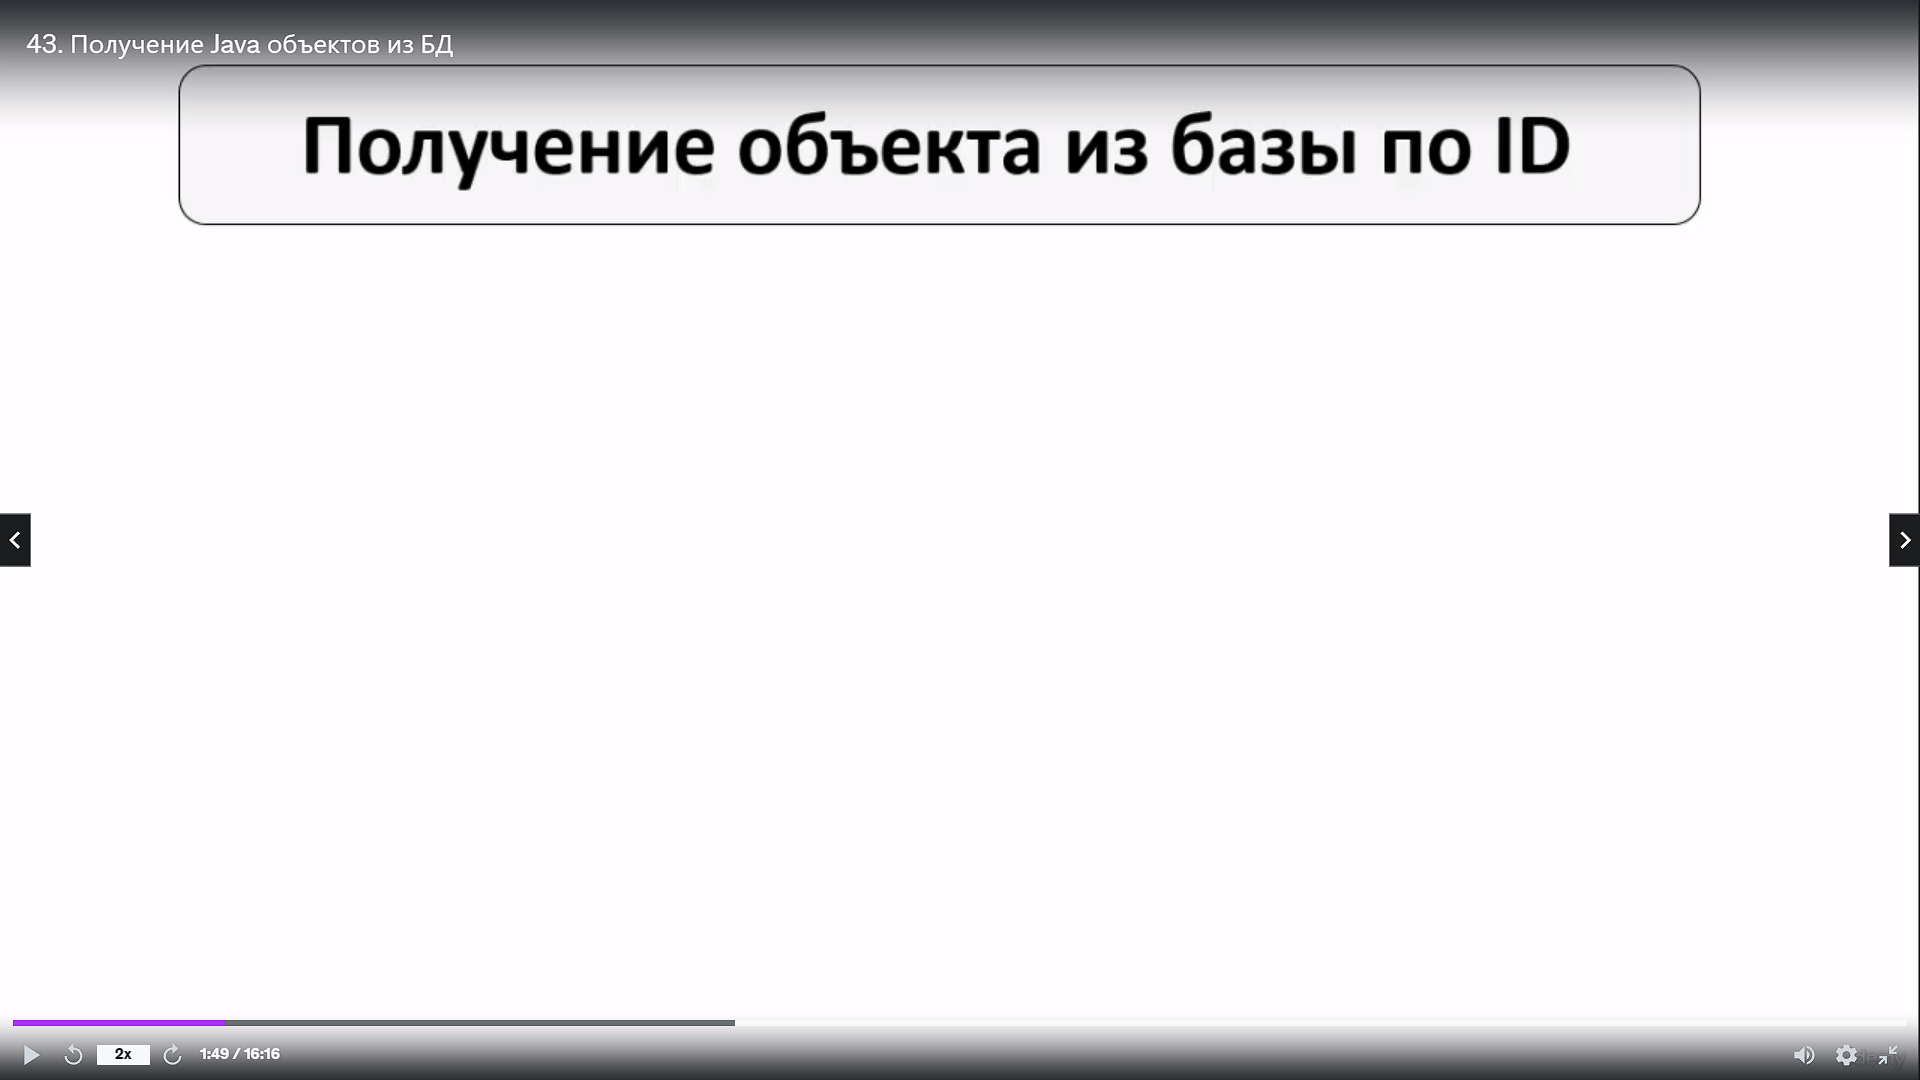 43. Получение Java объектов из БД
Получение объекта из базы по ID
2x
1:49 / 16:16